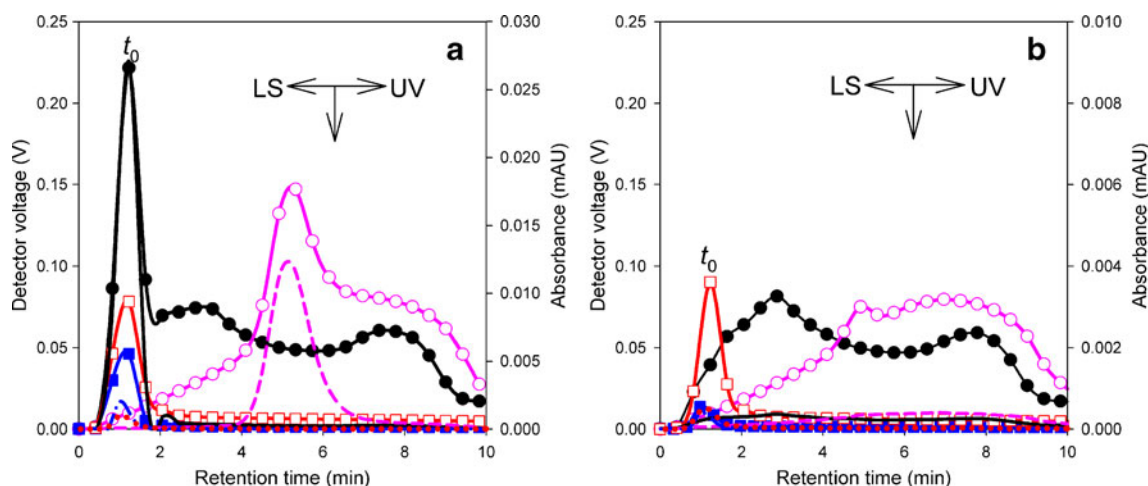 0.25 0.030 0.25 0.010
t0 a b
0.20 0.025 0.20 0.008
LS UV LS UV
0.15 0.020 0.15 0.006
Detector voltage (V) Absorbance (mAU) Detector voltage (V) Absorbance (mAU)
0.015
0.10 0.010 0.10 0.004
t0
0.05 0.005 0.05 0.002
0.00 0.000 0.00 0.000
0 2 4 6 8 10 0 2 4 6 8 10
Retention time (min) Retention time (min)